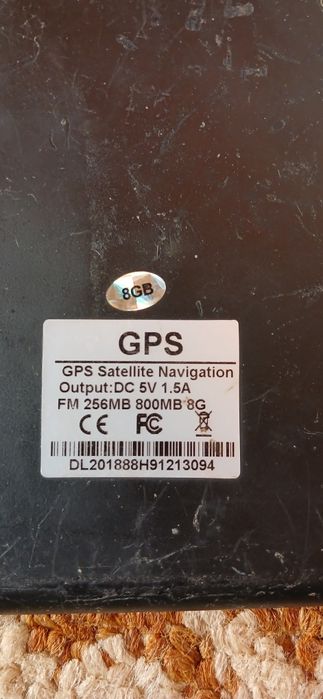 8GB
GPS
GPS Satellite Navigation
Output:DC 5V 1.5A
FM 256MB 800MB 8G
CE FC
DL201888H91213094